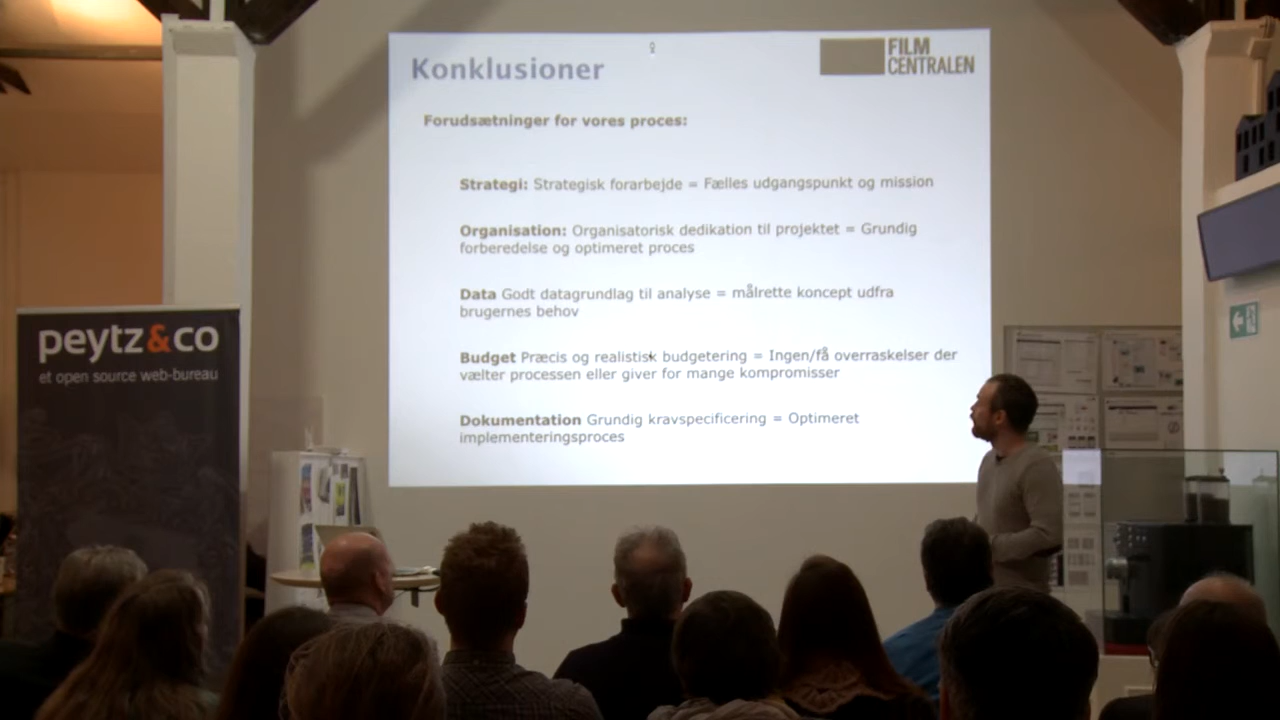 Konklusioner
FILM
CENTRALEN
Forudsætninger for vores proces:
Strategi: Strategisk forarbejde = Fælles udgangspunkt og mission
Organisation: Organisatorisk dedikation til projektet = Grundig
forberedelse og optimeret proces
Data Godt datagrundlag til analyse = målrette koncept udfra
brugernes behov
Budget Præcis og realistisk budgetering = Ingen/få overraskelser der
vælter processen eller giver for mange kompromisser
Dokumentation Grundig kravspecificering = Optimeret
implementeringsproces
peytz&co
et open source web-bureau